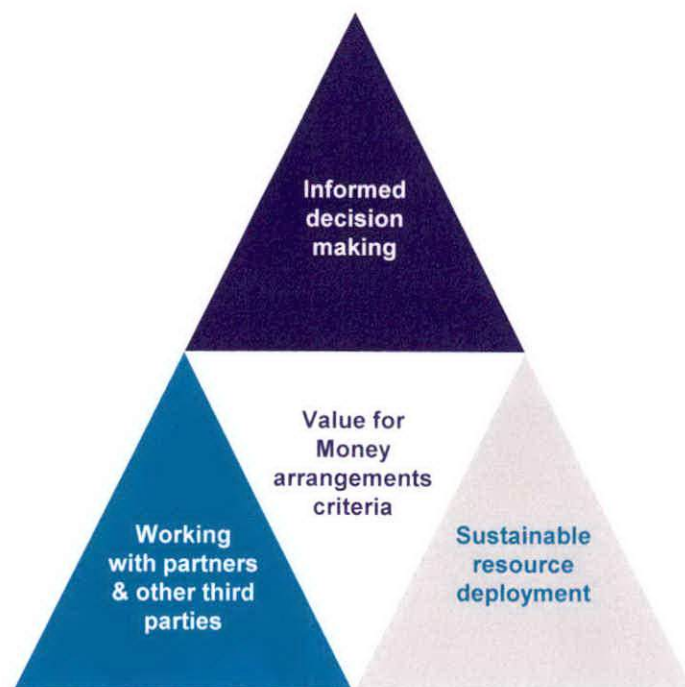 Informed
decision
making
Value for
Money
arrangements
criteria
Working
with partners
& other third
parties
Sustainable
resource
deployment